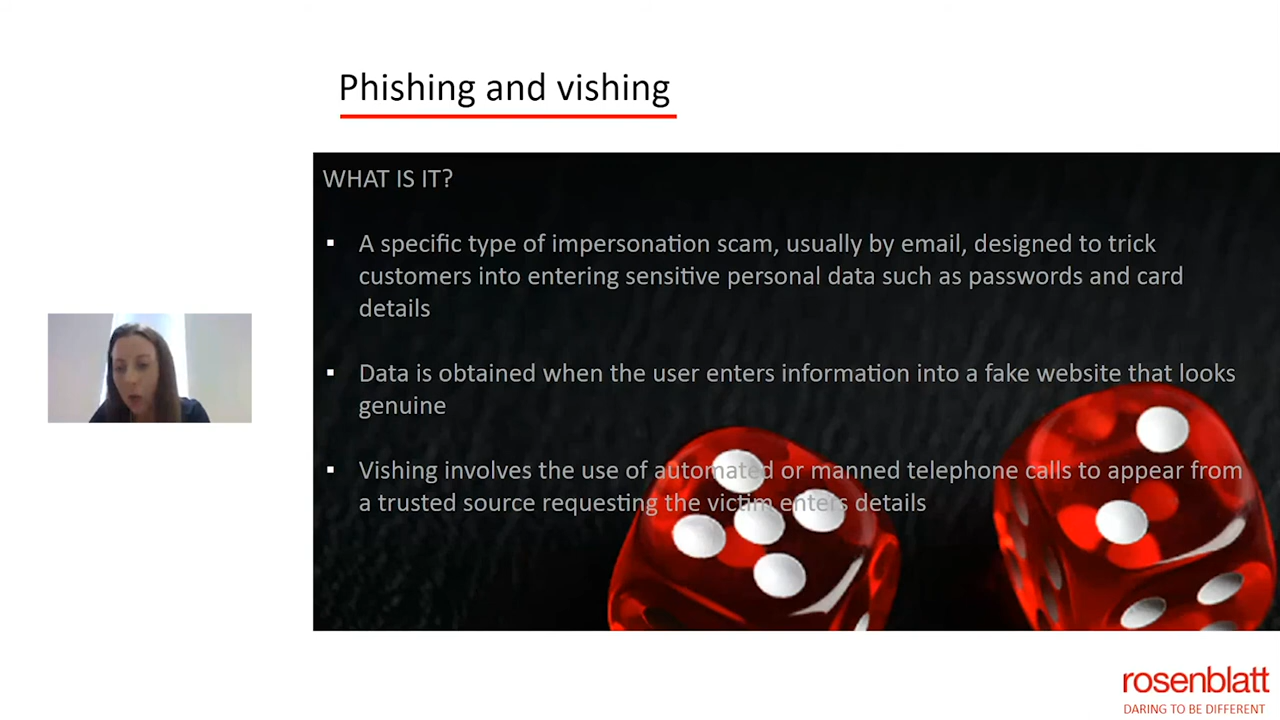 Phishing and vishing
WHAT IS IT?
▪ A specific type of impersonation scam, usually by email, designed to trick
customers into entering sensitive personal data such as passwords and card
details
▪ Data is obtained when the user enters information into a fake website that looks
genuine
▪ Vishing involves the use of automated or manned telephone calls to appear from
a trusted source requesting the victim enters details
rosenblatt
DARING TO BE DIFFERENT